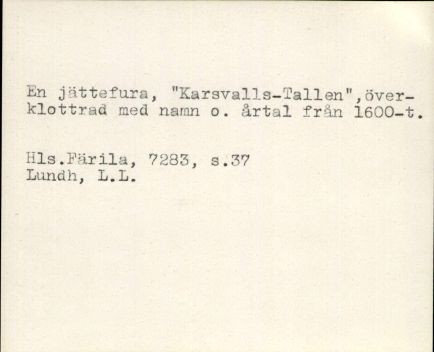 En jättefura, "Karsvalls-Tallen",över-
klottrad med namn o. årtal från 1600-t.
Hls.Färila, 7283, s.37
Lundh, L.L.